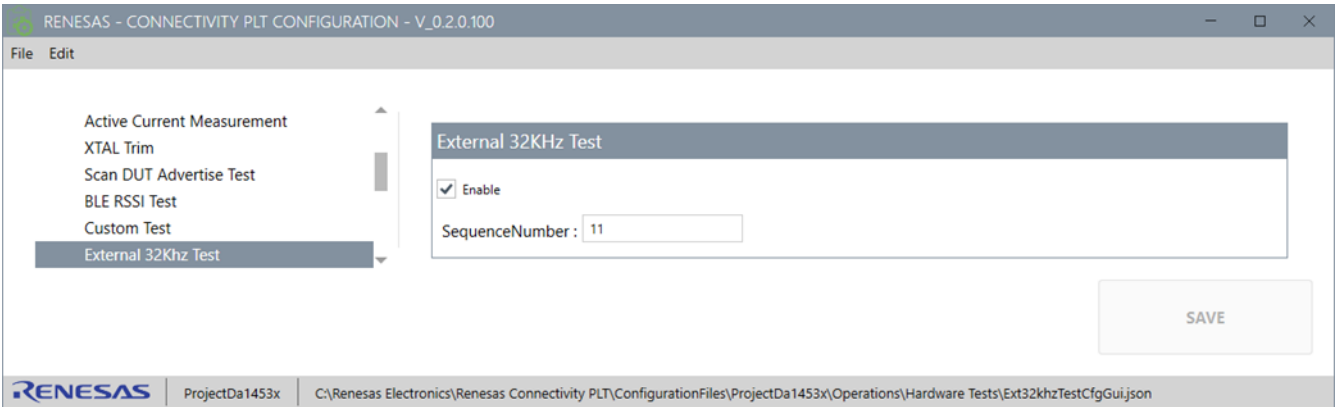 RENESAS - CONNECTIVITY PLT CONFIGURATION - V_0.2.0.100
File Edit
Active Current Measurement
XTAL Trim
Scan DUT Advertise Test
BLE RSSI Test
Custom Test
External 32Khz Test
External 32KHz Test
Enable
SequenceNumber : 11
SAVE
RENESAS ProjectDa1453x C:\Renesas Electronics\Renesas Connectivity PLT\ConfigurationFiles\ProjectDa1453x\Operations\Hardware Tests\Ext32khzTestCfgGui.json